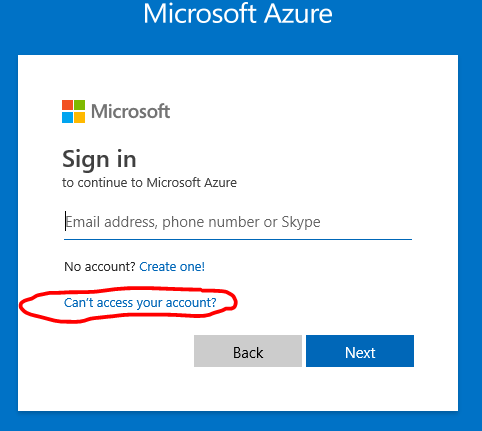 Microsoft Azure
Microsoft
Sign in
to continue to Microsoft Azure
Email address, phone number or Skype
No account? Create one!
Can't access your account?
Back Next